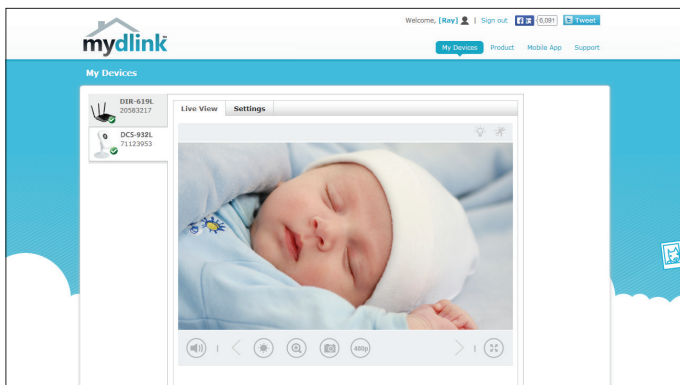 Welcome, [Ray] | Sign out 6,091 Tweet
mydlink
My Devices Product Mobile App Support
My Devices
DIR-619L
20583217
Live View Settings
DCS-932L
71123953
480p